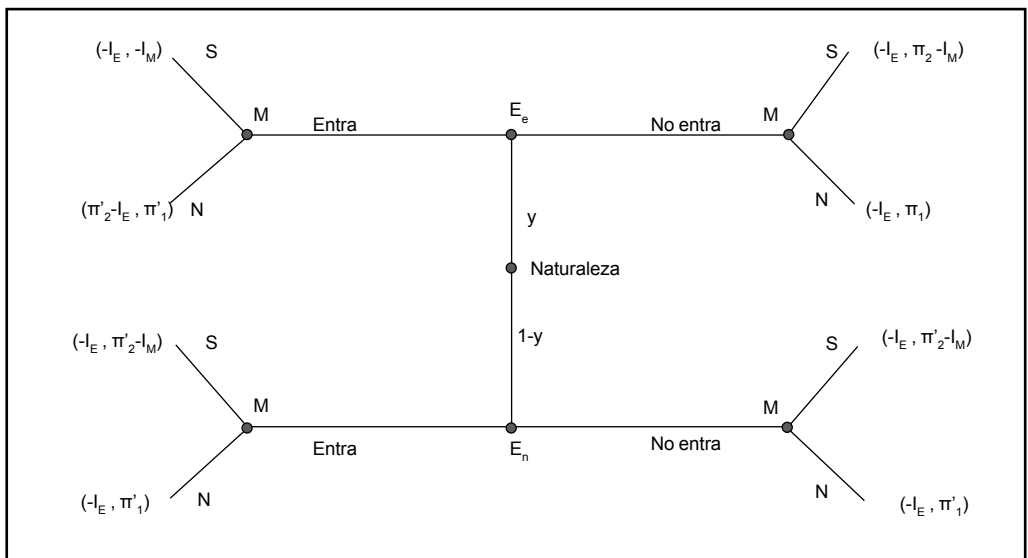 (-I_E , -I_M) S
S (-I_E , π_2 -I_M)
M Entra E_e No entra M
(π'_2-I_E , π'_1) N
N (-I_E , π_1)
y
Naturaleza
1-y
(-I_E , π'_2-I_M) S
S (-I_E , π'_2-I_M)
M Entra E_n No entra M
(-I_E , π'_1) N
N (-I_E , π'_1)